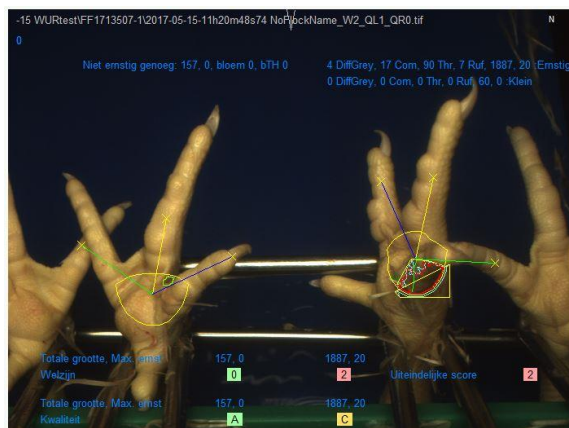 -15 WURtest\FF1713507-1\2017-05-15-11h20m48s74 NoFlockName_W2_QL1_QR0.tif
N
0
Niet ernstig genoeg: 157, 0, bloem 0, bTH 0
4 DiffGrey, 17 Com, 90 Thr, 7 Ruf, 1887, 20 :Ernstig
0 DiffGrey, 0 Com, 0 Thr, 0 Ruf, 60, 0 :Klein
Totale grootte, Max. ernst 157, 0 1887, 20
Welzijn 0 2 Uiteindelijke score 2
Totale grootte, Max. ernst 157, 0 1887, 20
Kwaliteit A C